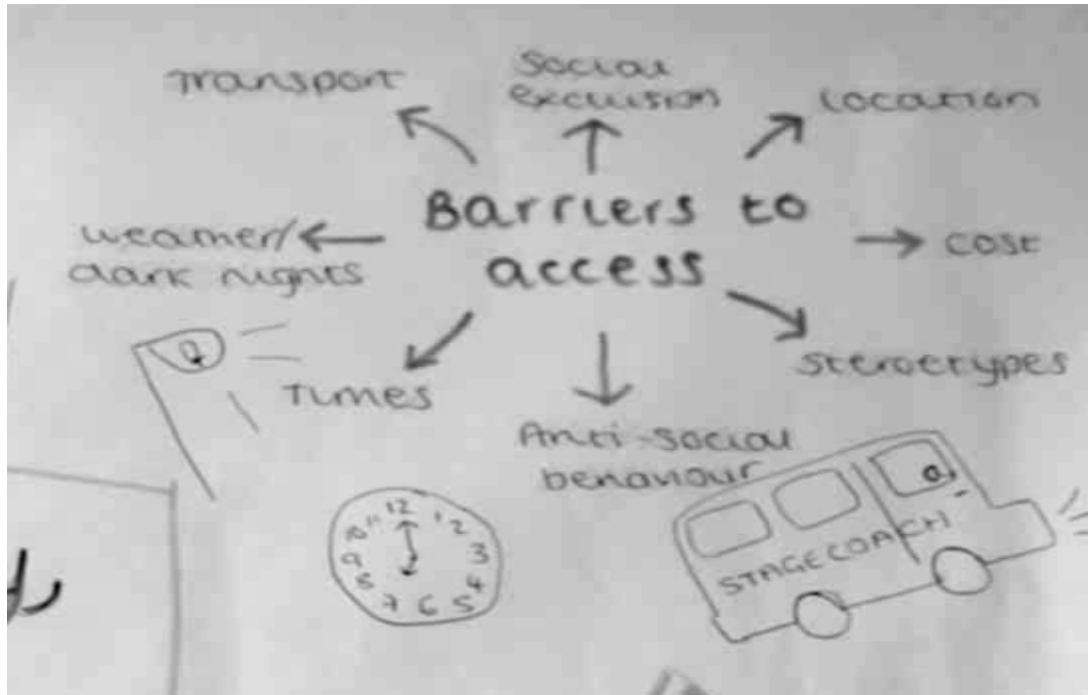 Transport
Social
exclusion
Location
Barriers to
access
weather/
dark nights
cost
Times
Stereotypes
Anti-social
behaviour
12
1
2
3
4
5
6
7
8
9
10
11
STAGECOACH